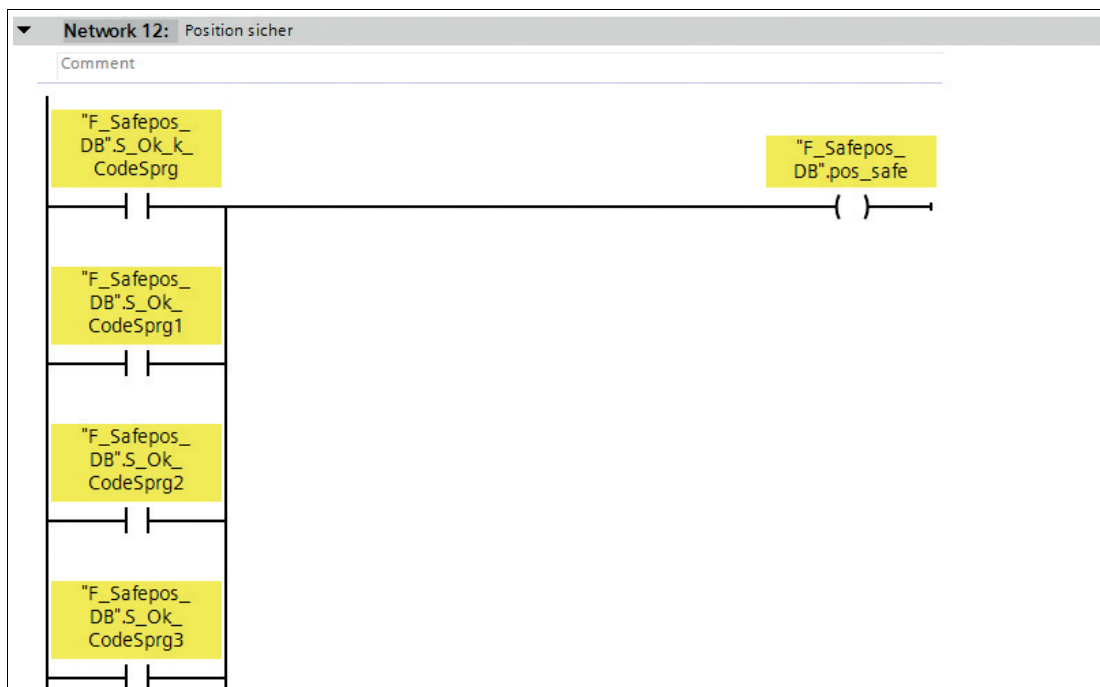 Network 12: Position sicher
Comment
"F_Safepos_
DB".S_Ok_k_
CodeSprg
"F_Safepos_
DB".pos_safe
"F_Safepos_
DB".S_Ok_
CodeSprg1
"F_Safepos_
DB".S_Ok_
CodeSprg2
"F_Safepos_
DB".S_Ok_
CodeSprg3